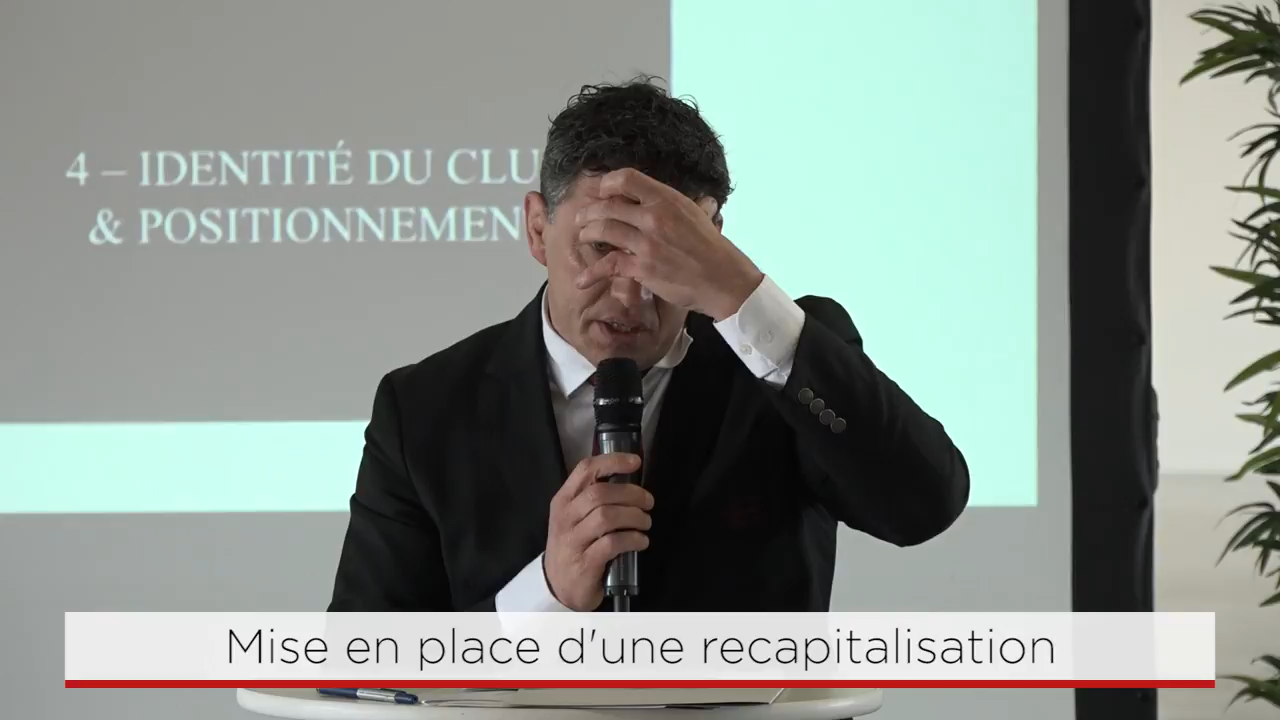 4 – IDENTITÉ DU CLU
& POSITIONNEMEN
Mise en place d'une recapitalisation